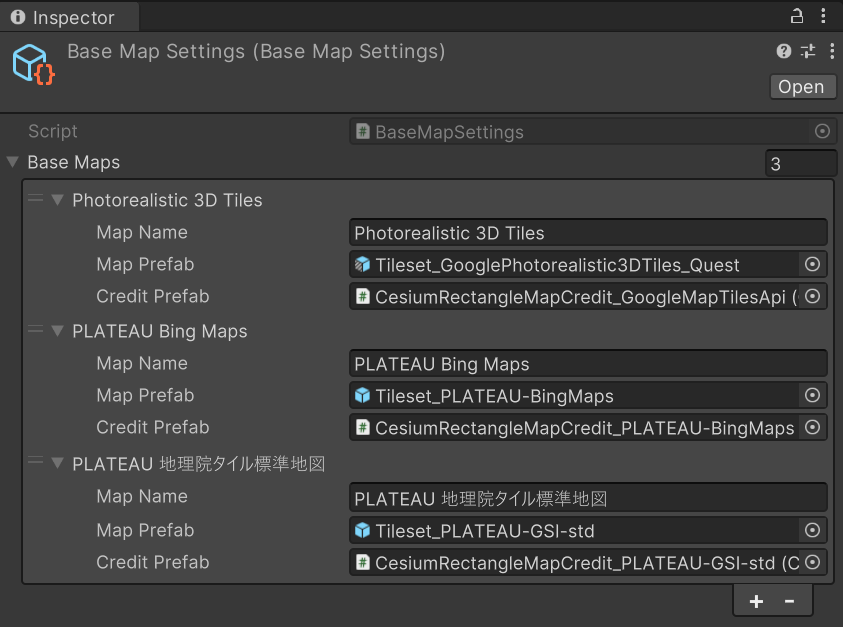 Inspector
Base Map Settings (Base Map Settings)
Open
Script BaseMapSettings
Base Maps 3
Photorealistic 3D Tiles
Map Name Photorealistic 3D Tiles
Map Prefab Tileset_GooglePhotorealistic3DTiles_Quest
Credit Prefab CesiumRectangleMapCredit_GoogleMapTilesApi (
PLATEAU Bing Maps
Map Name PLATEAU Bing Maps
Map Prefab Tileset_PLATEAU-BingMaps
Credit Prefab CesiumRectangleMapCredit_PLATEAU-BingMaps
PLATEAU 地理院タイル標準地図
Map Name PLATEAU 地理院タイル標準地図
Map Prefab Tileset_PLATEAU-GSI-std
Credit Prefab CesiumRectangleMapCredit_PLATEAU-GSI-std (C
+ -